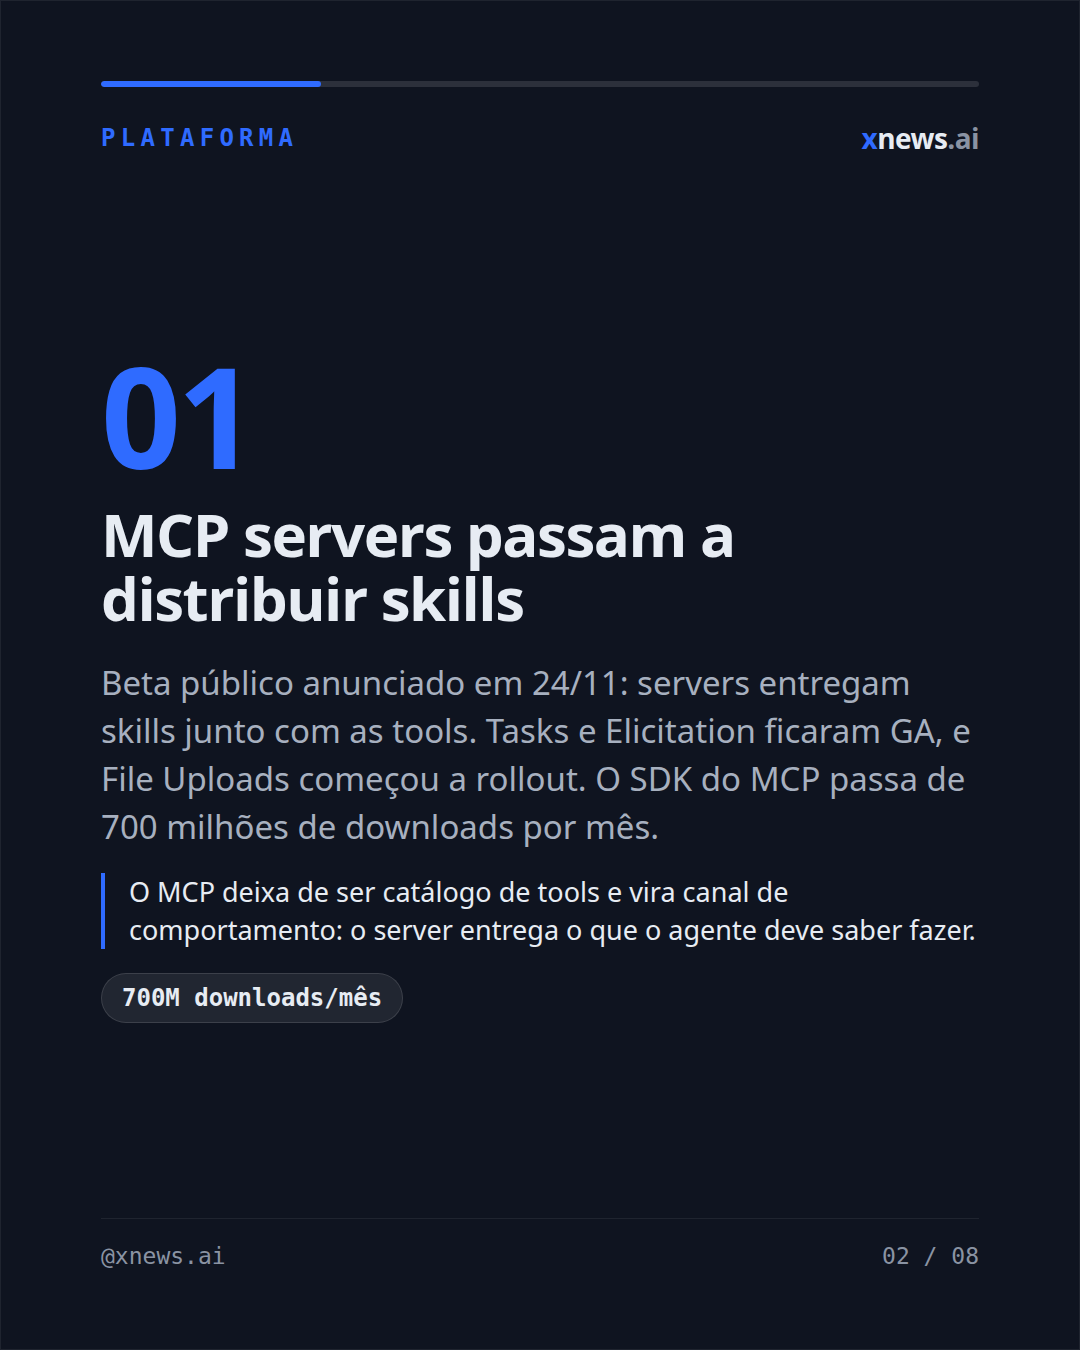 PLATAFORMA
xnews.ai
01
MCP servers passam a
distribuir skills
Beta público anunciado em 24/11: servers entregam
skills junto com as tools. Tasks e Elicitation ficaram GA, e
File Uploads começou a rollout. O SDK do MCP passa de
700 milhões de downloads por mês.
O MCP deixa de ser catálogo de tools e vira canal de
comportamento: o server entrega o que o agente deve saber fazer.
700M downloads/mês
@xnews.ai
02 / 08